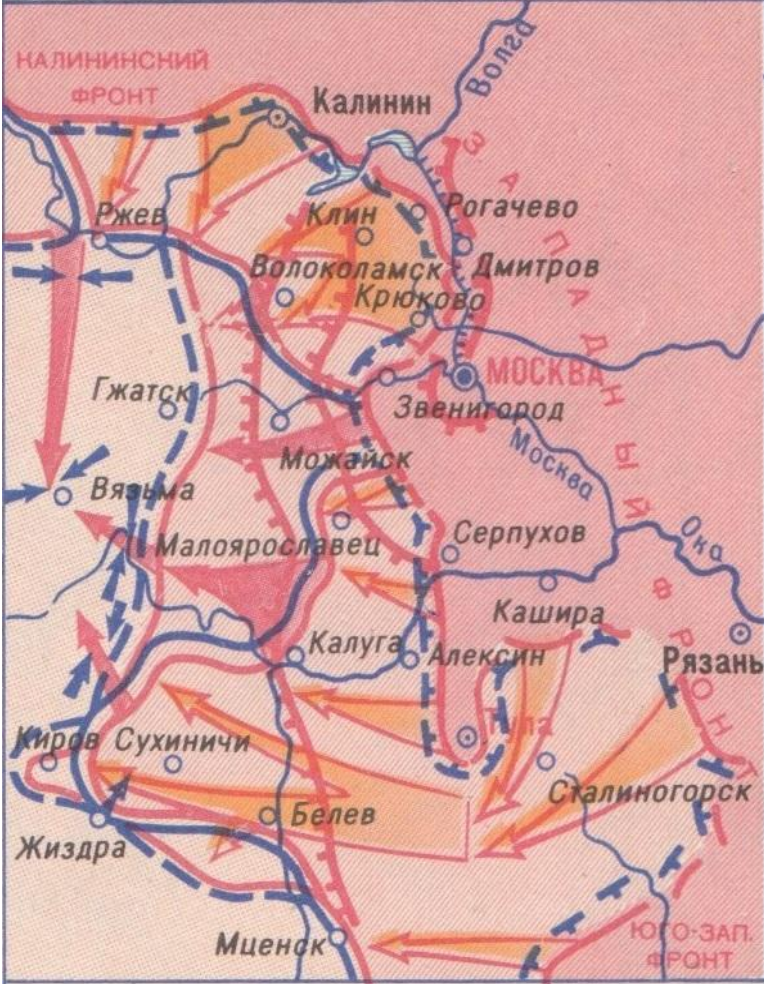 КАЛИНИНСКИЙ
ФРОНТ
Калинин
Волга
ЗАПАДНЫЙ ФРОНТ
Ржев
Клин
Рогачево
Волоколамск
Дмитров
Крюково
МОСКВА
Гжатск
Звенигород
Москва
Можайск
Вязьма
Малоярославец
Серпухов
Ока
Кашира
Калуга
Алексин
Рязань
Тула
Киров
Сухиничи
Сталиногорск
Белев
Жиздра
Мценск
ЮГО-ЗАП.
ФРОНТ